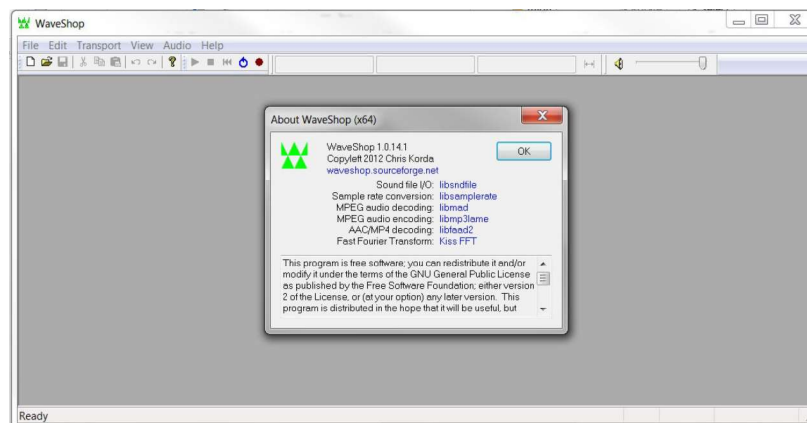 WaveShop
File Edit Transport View Audio Help
About WaveShop (x64)
WaveShop 1.0.14.1
Copyleft 2012 Chris Korda
waveshop.sourceforge.net
OK
Sound file I/O: libsndfile
Sample rate conversion: libsamplerate
MPEG audio decoding: libmad
MPEG audio encoding: libmp3lame
AAC/MP4 decoding: libfaad2
Fast Fourier Transform: Kiss FFT
This program is free software; you can redistribute it and/or
modify it under the terms of the GNU General Public License
as published by the Free Software Foundation; either version
2 of the License, or (at your option) any later version. This
program is distributed in the hope that it will be useful, but
Ready